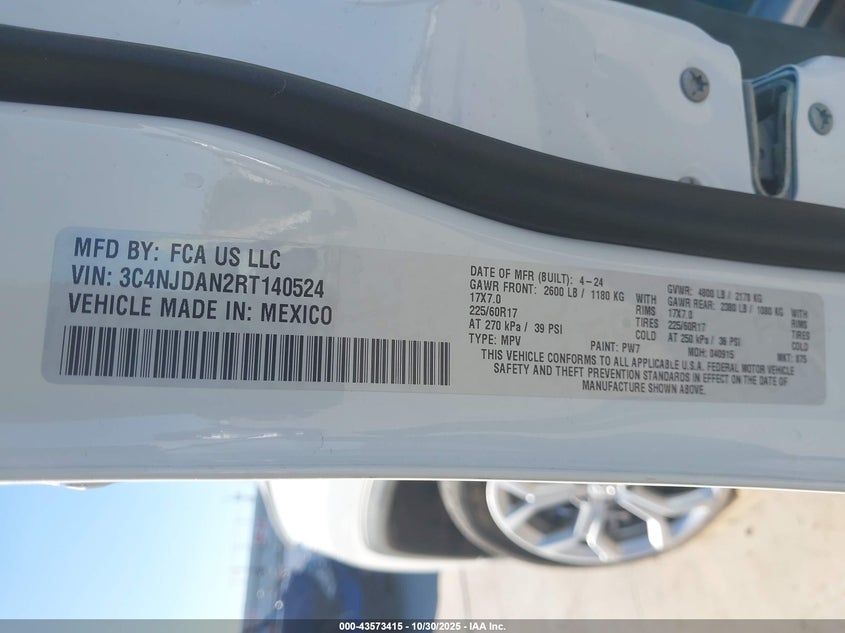 MFD BY: FCA US LLC
VIN: 3C4NJDAN2RT140524
VEHICLE MADE IN: MEXICO
DATE OF MFR (BUILT): 4-24
GAWR FRONT: 2600 LB / 1180 KG WITH
17X7.0 RIMS
225/60R17 TIRES
AT 270 kPa / 39 PSI COLD
TYPE: MPV PAINT: PW7
GVWR: 4800 LB / 2178 KG
GAWR REAR: 2380 LB / 1080 KG WITH
17X7.0 RIMS
225/60R17 TIRES
AT 250 kPa / 36 PSI COLD
MDH: 040915 MKT: 875
THIS VEHICLE CONFORMS TO ALL APPLICABLE U.S.A. FEDERAL MOTOR VEHICLE
SAFETY AND THEFT PREVENTION STANDARDS IN EFFECT ON THE DATE OF
MANUFACTURE SHOWN ABOVE.
000-43573415 - 10/30/2025 - IAA Inc.